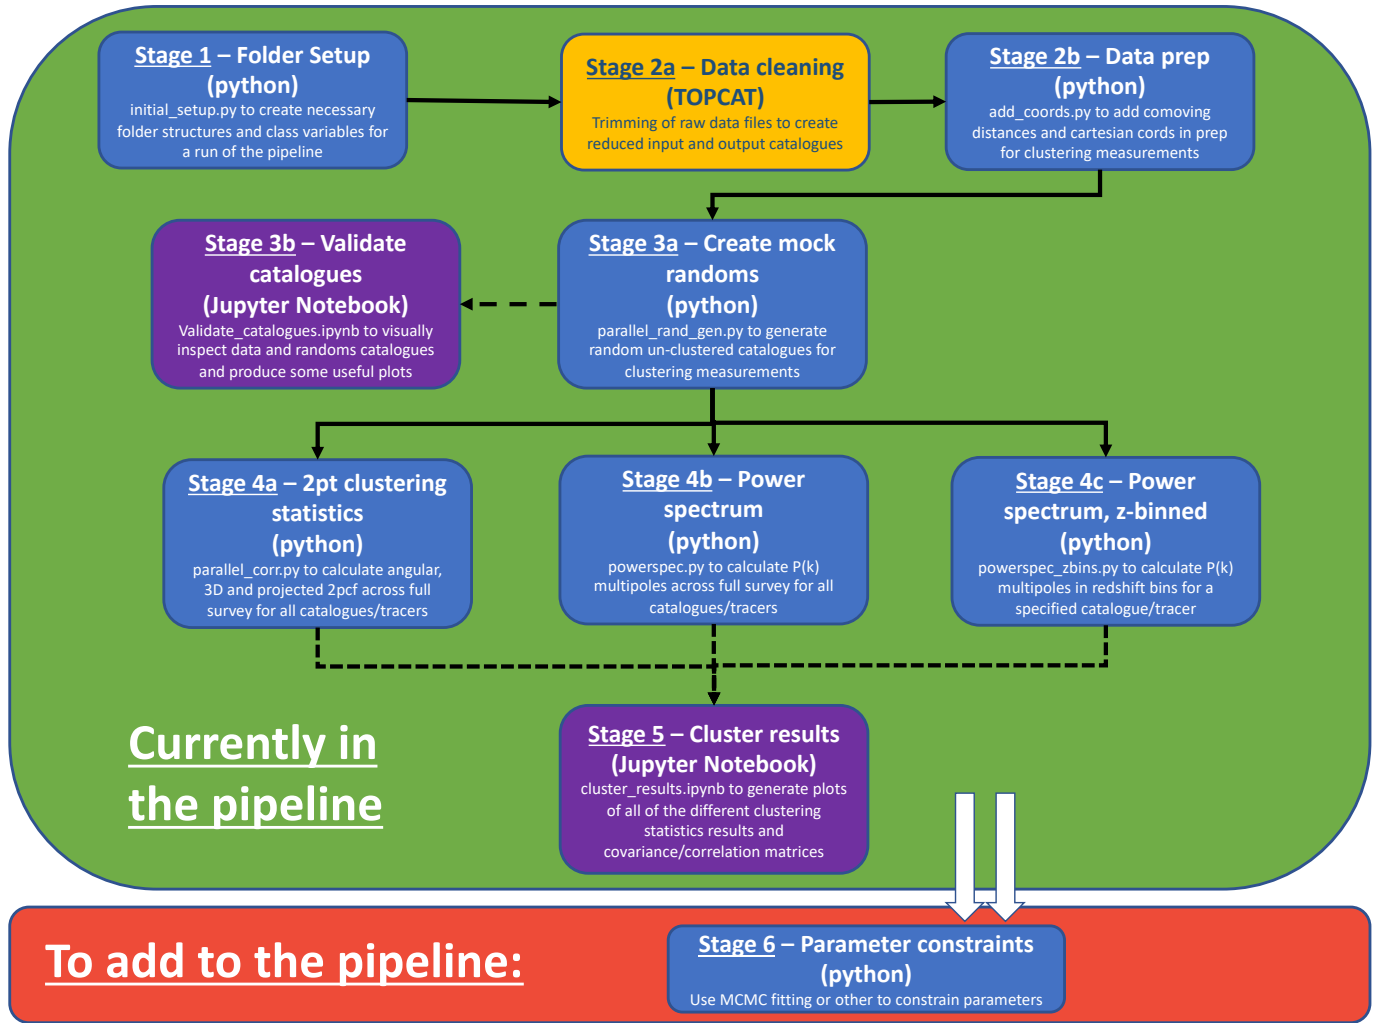 Stage 1 – Folder Setup
(python)
initial_setup.py to create necessary
folder structures and class variables for
a run of the pipeline
Stage 2a – Data cleaning
(TOPCAT)
Trimming of raw data files to create
reduced input and output catalogues
Stage 2b – Data prep
(python)
add_coords.py to add comoving
distances and cartesian cords in prep
for clustering measurements
Stage 3b – Validate
catalogues
(Jupyter Notebook)
Validate_catalogues.ipynb to visually
inspect data and randoms catalogues
and produce some useful plots
Stage 3a – Create mock
randoms
(python)
parallel_rand_gen.py to generate
random un-clustered catalogues for
clustering measurements
Stage 4a – 2pt clustering
statistics
(python)
parallel_corr.py to calculate angular,
3D and projected 2pcf across full
survey for all catalogues/tracers
Stage 4b – Power
spectrum
(python)
powerspec.py to calculate P(k)
multipoles across full survey for all
catalogues/tracers
Stage 4c – Power
spectrum, z-binned
(python)
powerspec_zbins.py to calculate P(k)
multipoles in redshift bins for a
specified catalogue/tracer
Currently in
the pipeline
Stage 5 – Cluster results
(Jupyter Notebook)
cluster_results.ipynb to generate plots
of all of the different clustering
statistics results and
covariance/correlation matrices
To add to the pipeline:
Stage 6 – Parameter constraints
(python)
Use MCMC fitting or other to constrain parameters